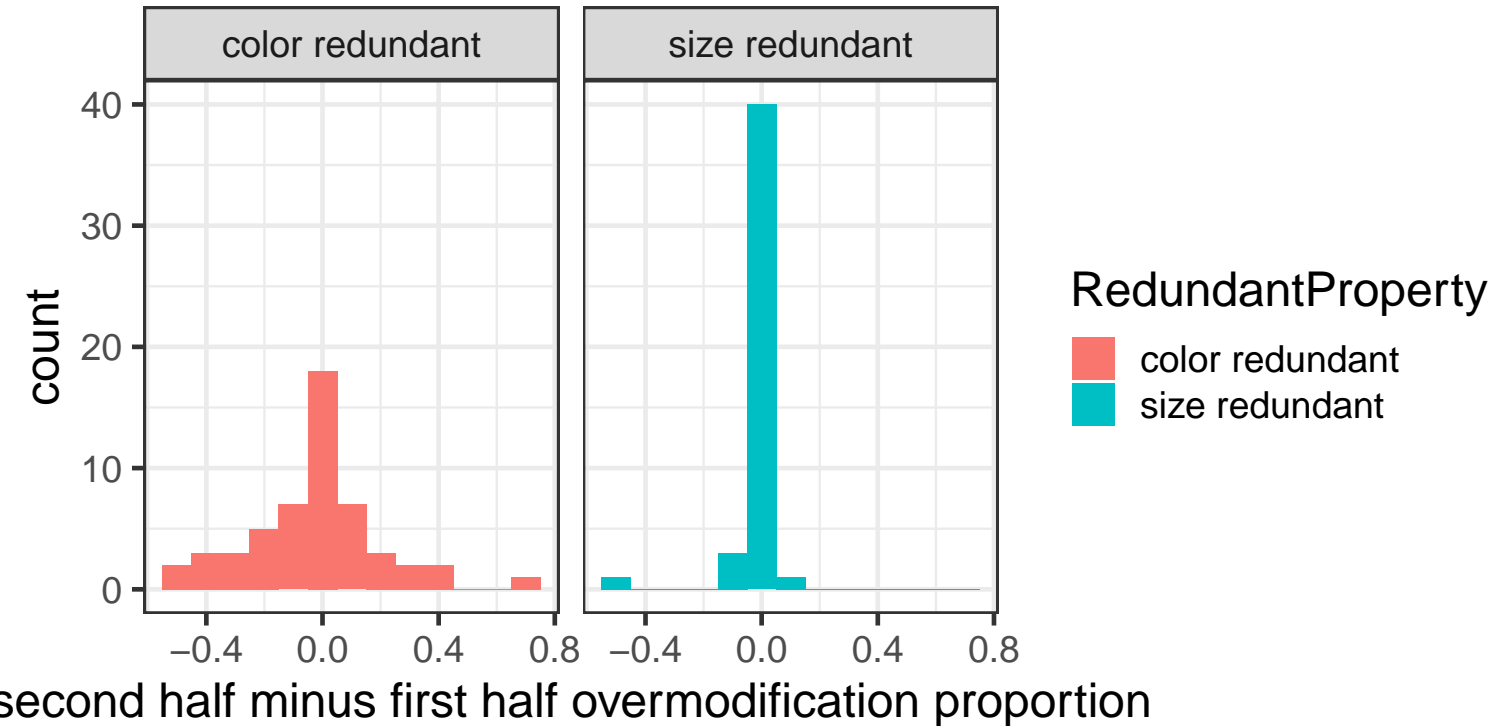 color redundant
size redundant
count
40
30
20
10
0
−0.4 0.0 0.4 0.8
−0.4 0.0 0.4 0.8
second half minus first half overmodification proportion
RedundantProperty
color redundant
size redundant